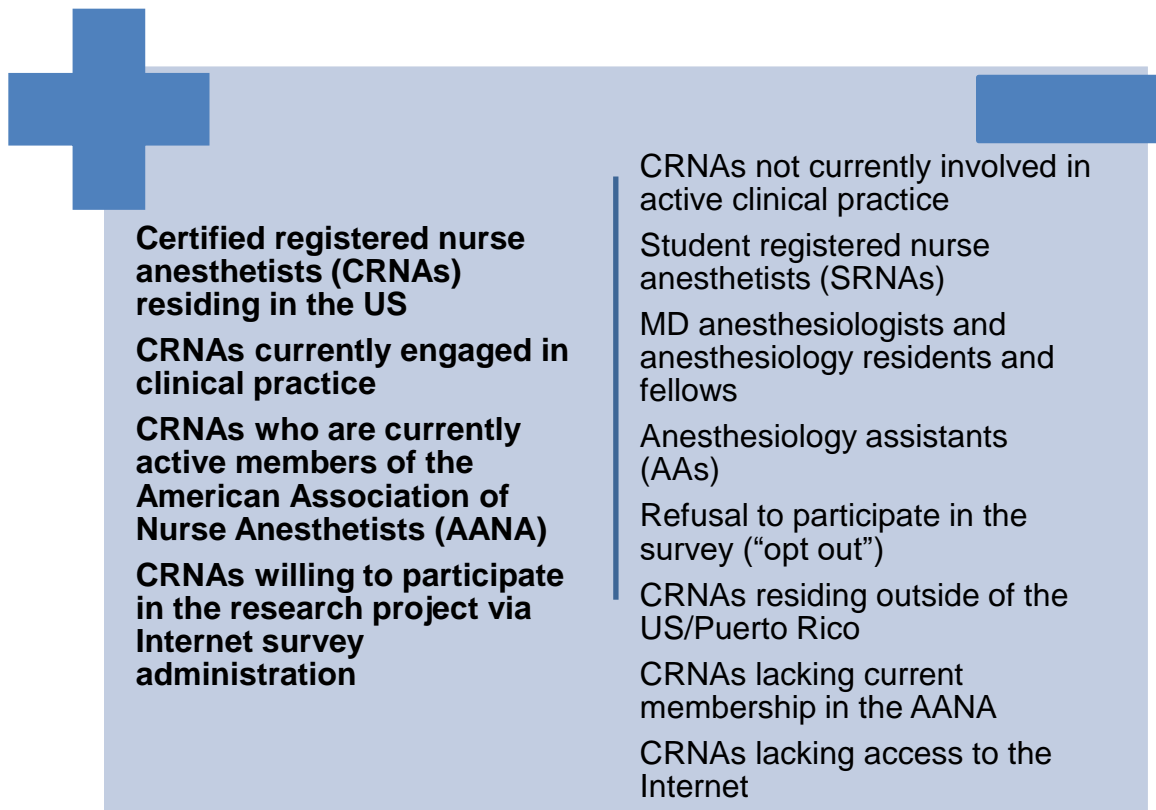 Certified registered nurse
anesthetists (CRNAs)
residing in the US
CRNAs currently engaged in
clinical practice
CRNAs who are currently
active members of the
American Association of
Nurse Anesthetists (AANA)
CRNAs willing to participate
in the research project via
Internet survey
administration
CRNAs not currently involved in
active clinical practice
Student registered nurse
anesthetists (SRNAs)
MD anesthesiologists and
anesthesiology residents and
fellows
Anesthesiology assistants
(AAs)
Refusal to participate in the
survey (“opt out”)
CRNAs residing outside of the
US/Puerto Rico
CRNAs lacking current
membership in the AANA
CRNAs lacking access to the
Internet